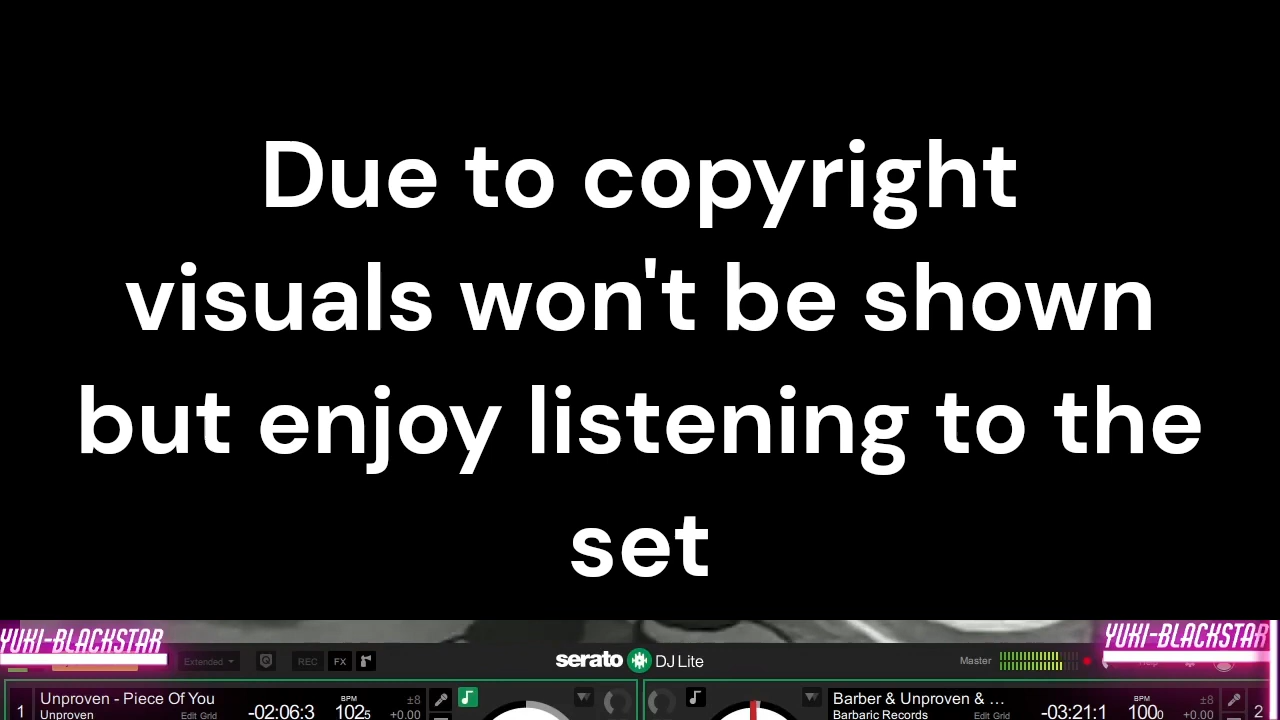 Due to copyright
visuals won't be shown
but enjoy listening to the
set
YUKI-BLACKSTAR
YUKI-BLACKSTAR
Extended
REC
FX
serato DJ Lite
Master
1
Unproven - Piece Of You
Unproven
Edit Grid
-02:06:3
BPM
102.5
±8
+0.00
Barber & Unproven & ...
Barbaric Records
Edit Grid
-03:21:1
BPM
100.0
±8
+0.00
2